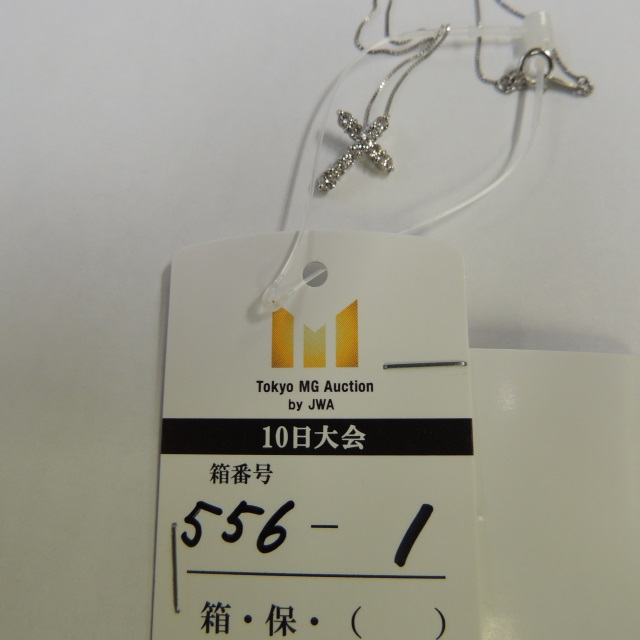 Tokyo MG Auction
by JWA
10日大会
箱番号
556 - 1
箱・保・(　　)